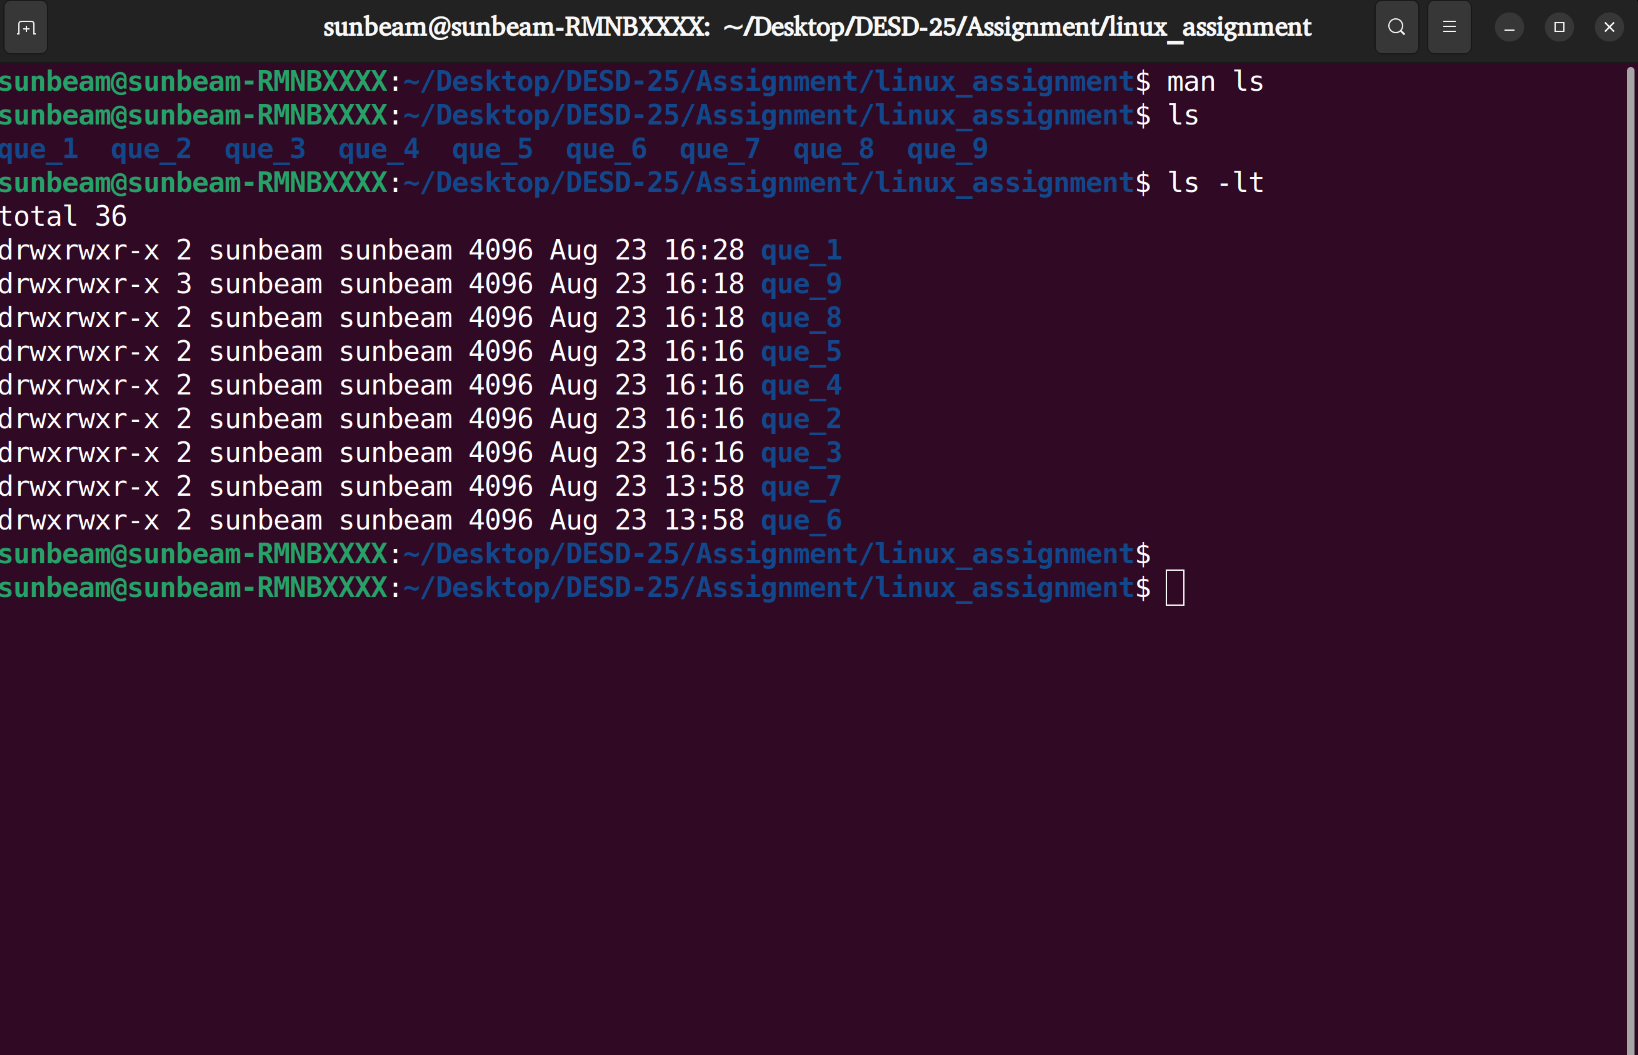 sunbeam@sunbeam-RMNBXXXX: ~/Desktop/DESD-25/Assignment/linux_assignment
sunbeam@sunbeam-RMNBXXXX:~/Desktop/DESD-25/Assignment/linux_assignment$ man ls
sunbeam@sunbeam-RMNBXXXX:~/Desktop/DESD-25/Assignment/linux_assignment$ ls
que_1  que_2  que_3  que_4  que_5  que_6  que_7  que_8  que_9
sunbeam@sunbeam-RMNBXXXX:~/Desktop/DESD-25/Assignment/linux_assignment$ ls -lt
total 36
drwxrwxr-x 2 sunbeam sunbeam 4096 Aug 23 16:28 que_1
drwxrwxr-x 3 sunbeam sunbeam 4096 Aug 23 16:18 que_9
drwxrwxr-x 2 sunbeam sunbeam 4096 Aug 23 16:18 que_8
drwxrwxr-x 2 sunbeam sunbeam 4096 Aug 23 16:16 que_5
drwxrwxr-x 2 sunbeam sunbeam 4096 Aug 23 16:16 que_4
drwxrwxr-x 2 sunbeam sunbeam 4096 Aug 23 16:16 que_2
drwxrwxr-x 2 sunbeam sunbeam 4096 Aug 23 16:16 que_3
drwxrwxr-x 2 sunbeam sunbeam 4096 Aug 23 13:58 que_7
drwxrwxr-x 2 sunbeam sunbeam 4096 Aug 23 13:58 que_6
sunbeam@sunbeam-RMNBXXXX:~/Desktop/DESD-25/Assignment/linux_assignment$
sunbeam@sunbeam-RMNBXXXX:~/Desktop/DESD-25/Assignment/linux_assignment$